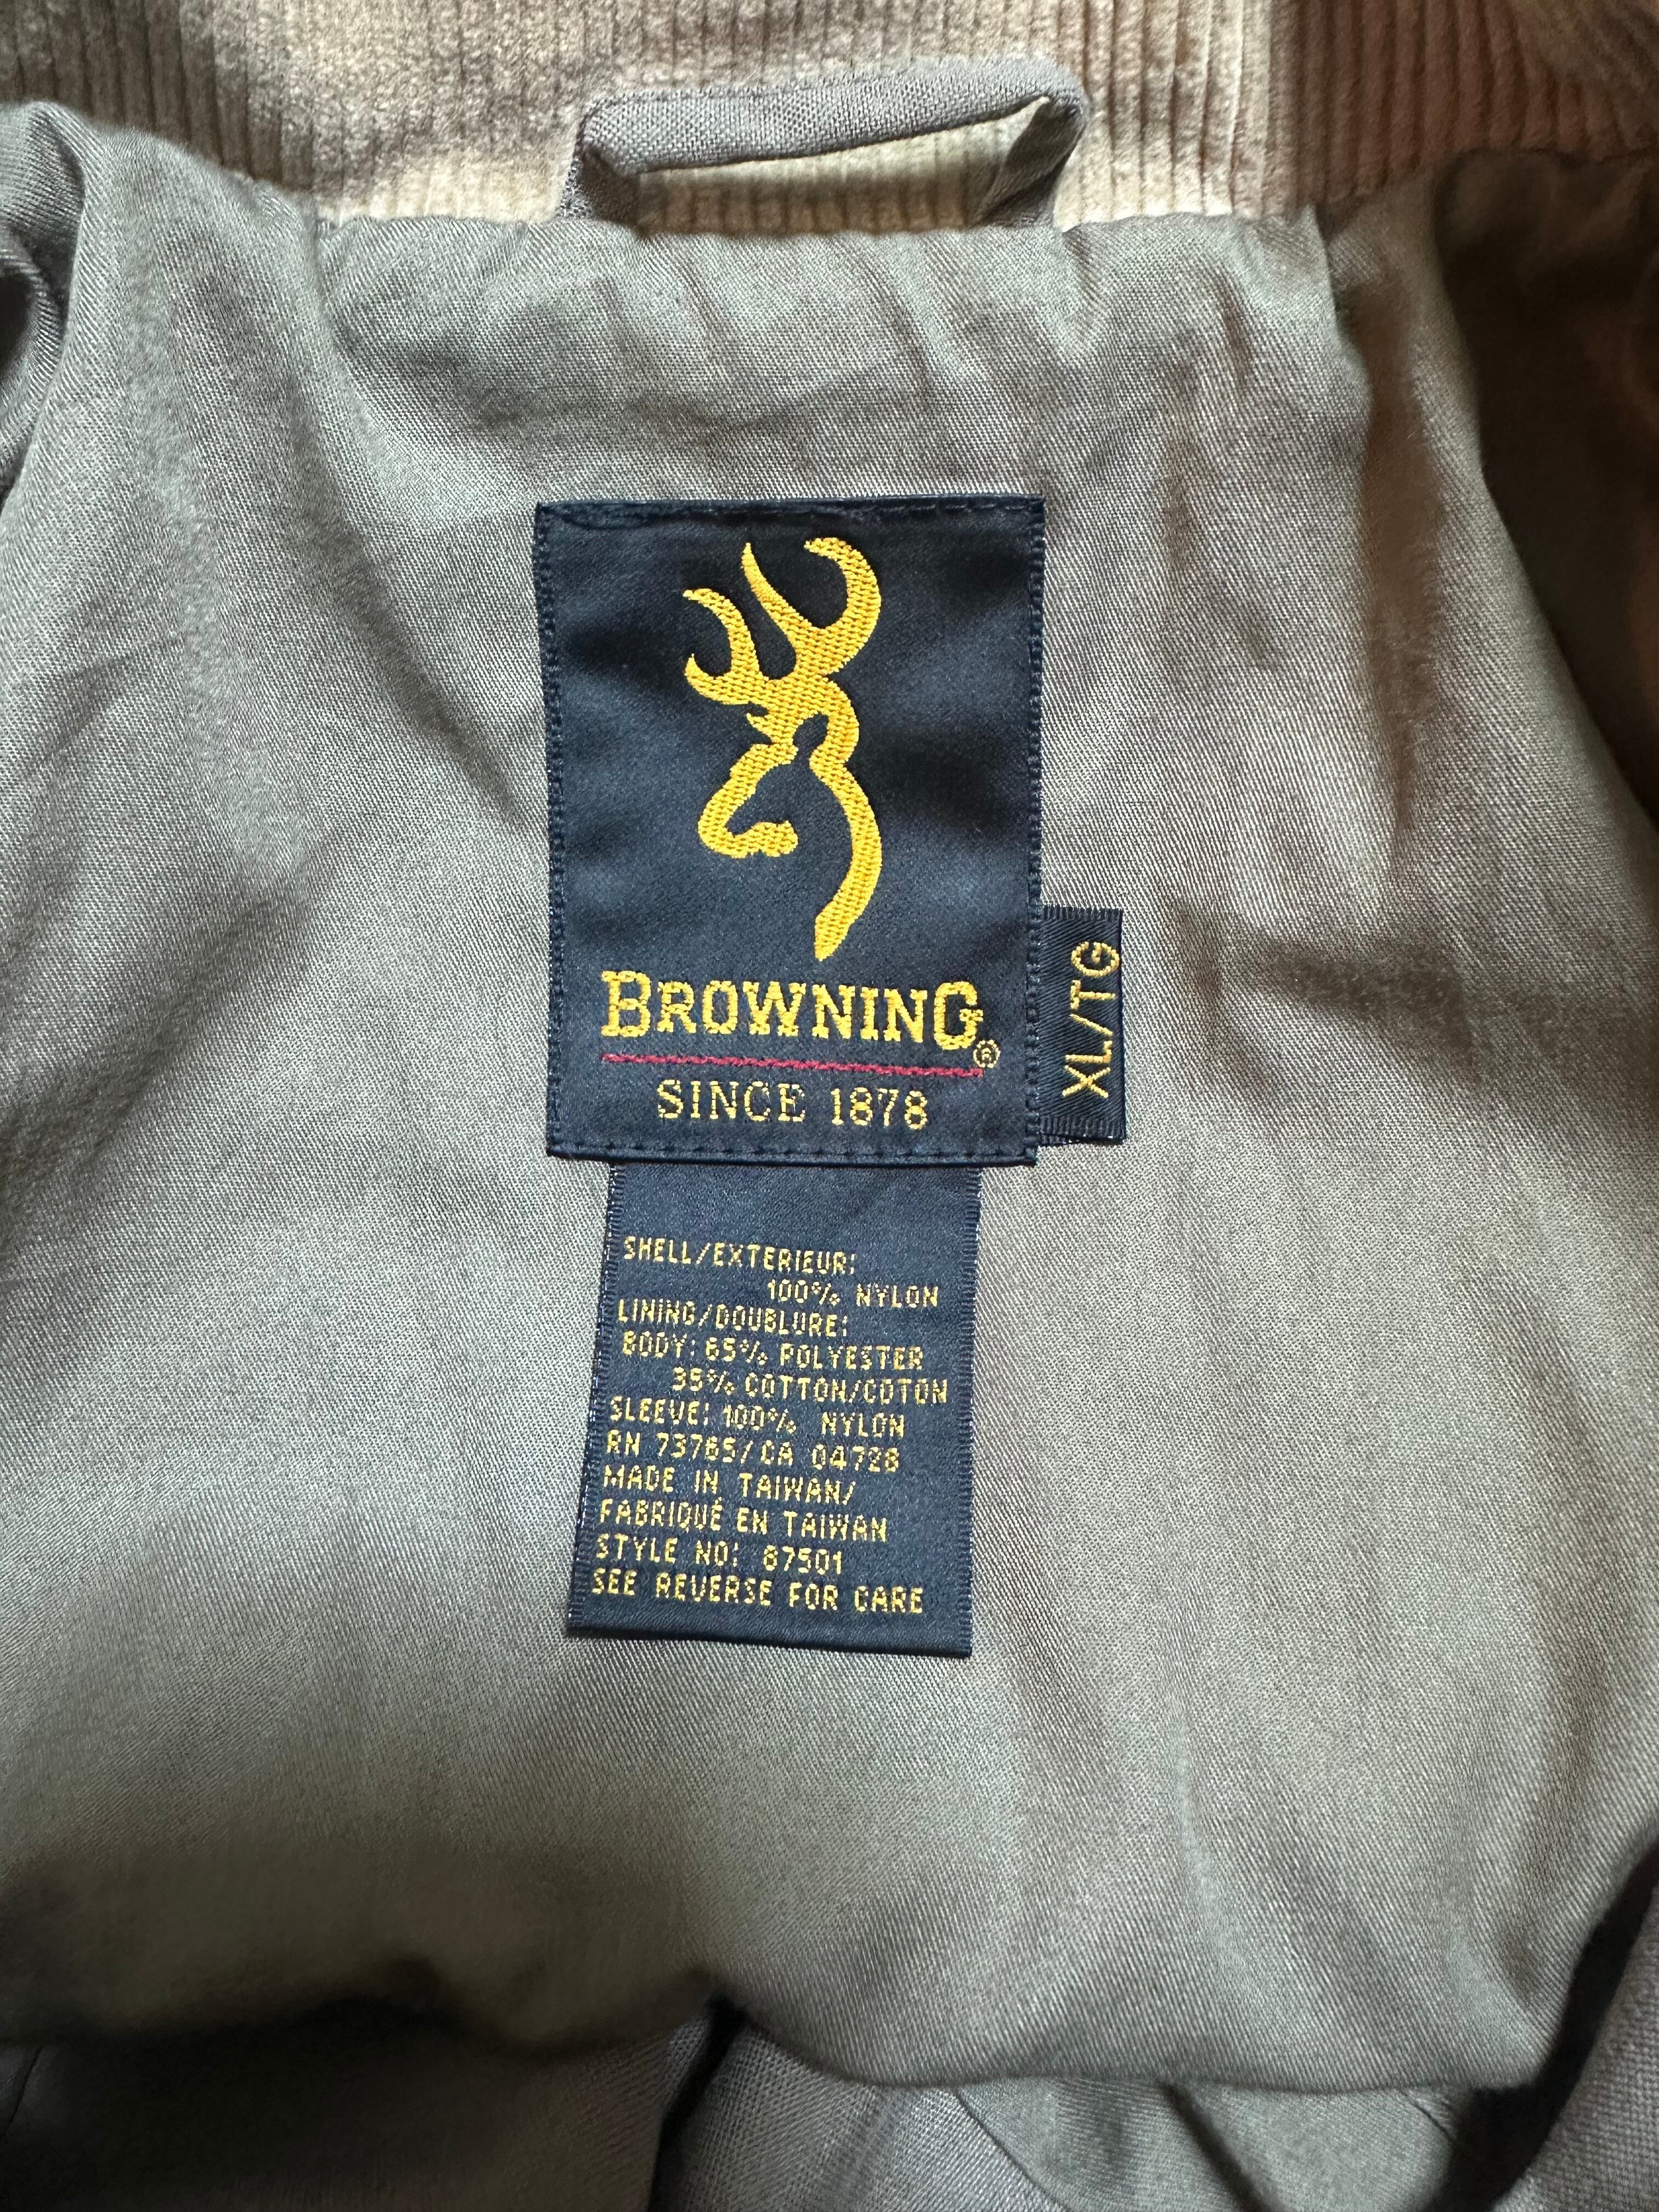 BROWNING®
SINCE 1878
XL/TG
SHELL/EXTERIEUR:
100% NYLON
LINING/DOUBLURE:
BODY: 65% POLYESTER
35% COTTON/COTON
SLEEVE: 100% NYLON
RN 73765/CA 04728
MADE IN TAIWAN/
FABRIQUÉ EN TAIWAN
STYLE NO: 87501
SEE REVERSE FOR CARE